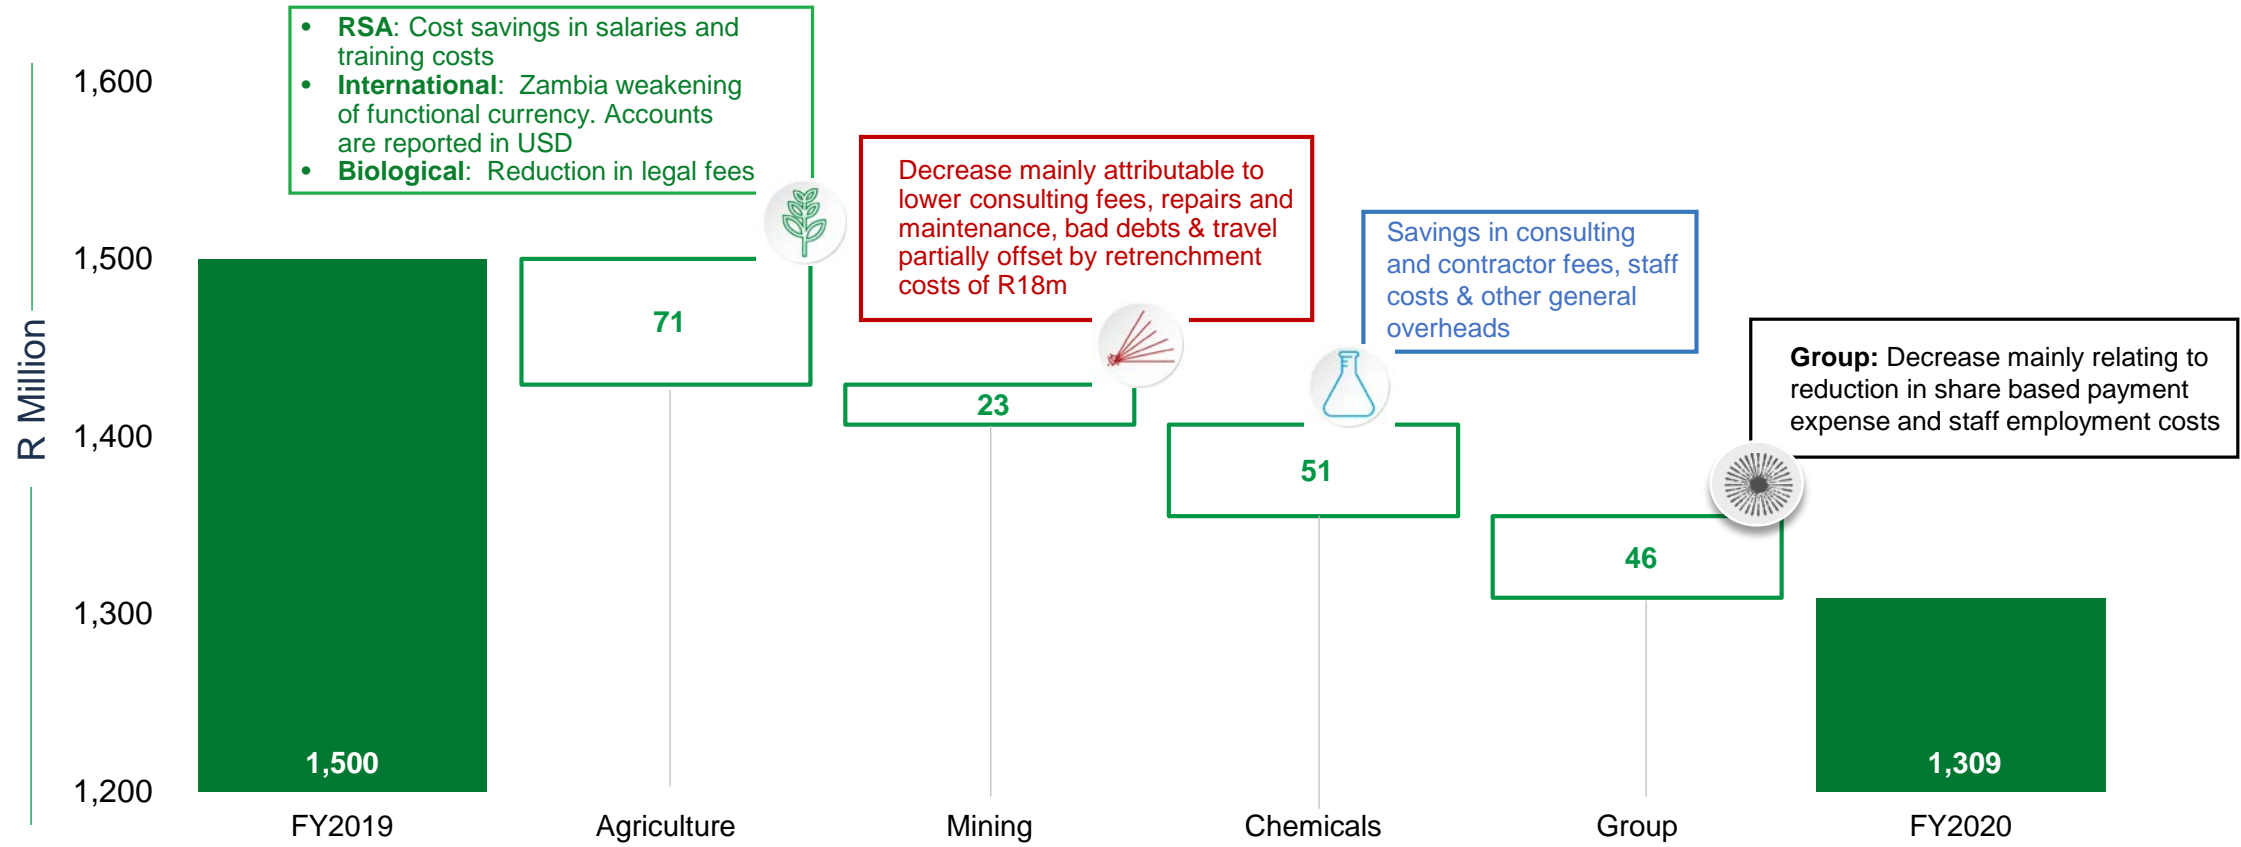 • RSA: Cost savings in salaries and
training costs
• International:  Zambia weakening
of functional currency. Accounts
are reported in USD
• Biological:  Reduction in legal fees
Decrease mainly attributable to
lower consulting fees, repairs and
maintenance, bad debts & travel
partially offset by retrenchment
costs of R18m
Savings in consulting
and contractor fees, staff
costs & other general
overheads
Group: Decrease mainly relating to
reduction in share based payment
expense and staff employment costs
R Million
1,600
1,500
1,400
1,300
1,200
71
23
51
46
1,500
1,309
FY2019
Agriculture
Mining
Chemicals
Group
FY2020